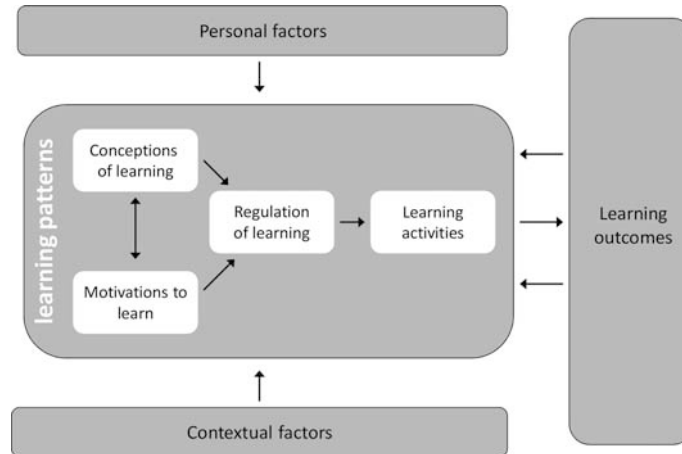 Personal factors
learning patterns
Conceptions
of learning
Regulation
of learning
Learning
activities
Motivations to
learn
Learning
outcomes
Contextual factors